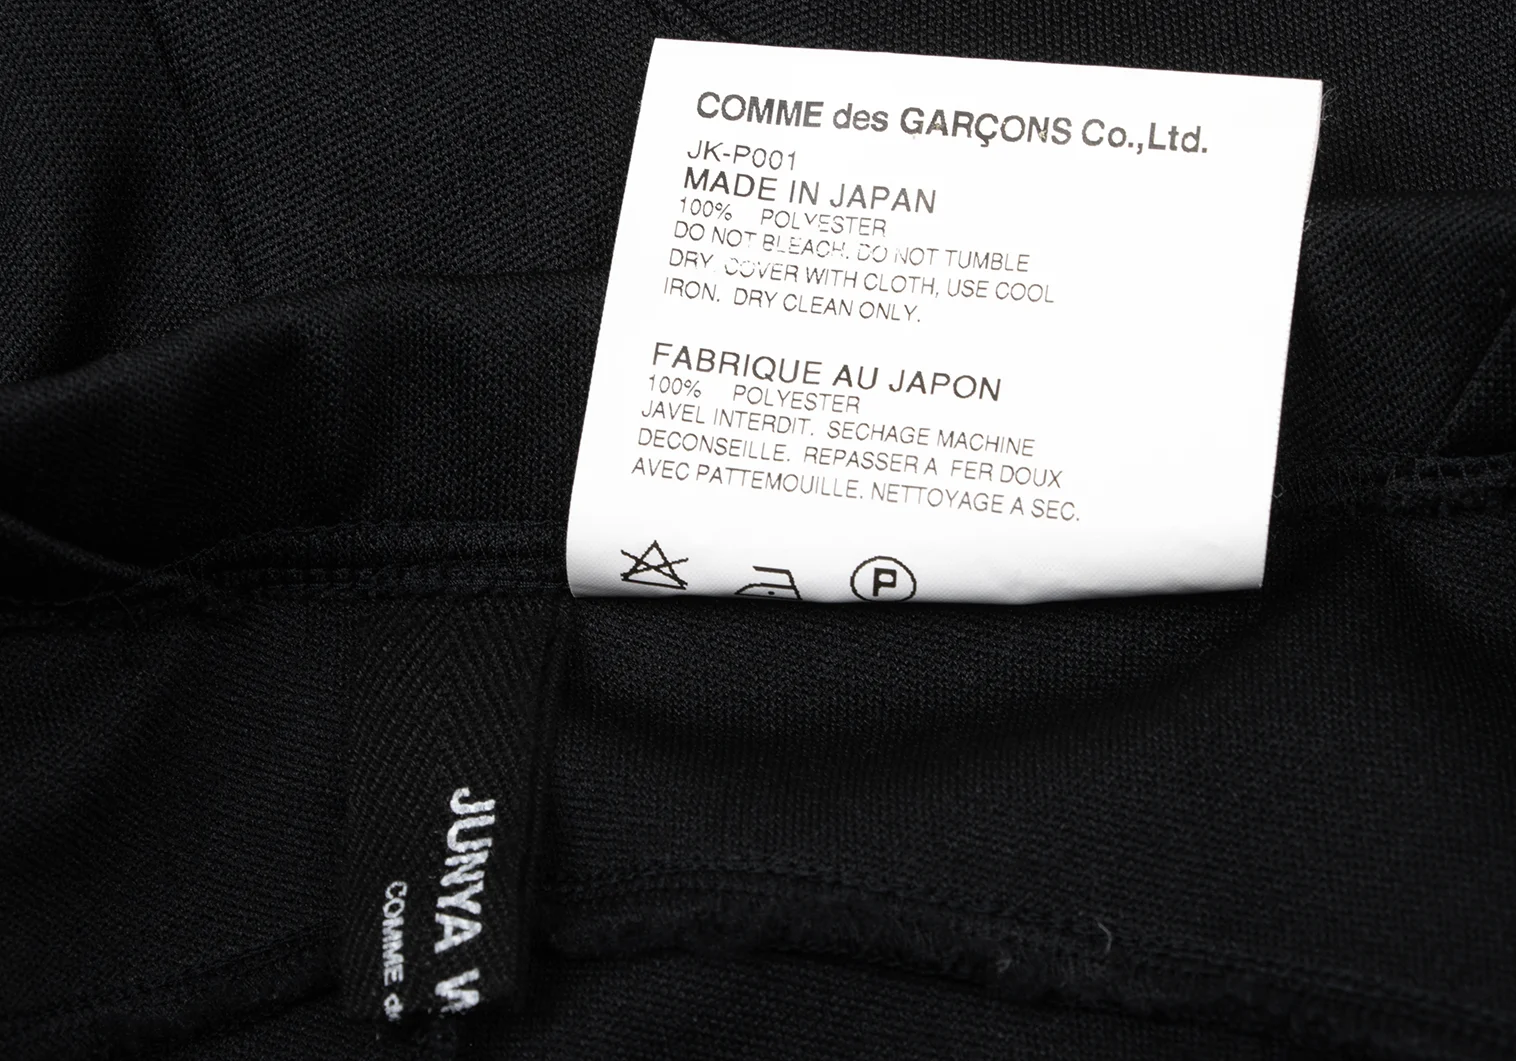 COMME des GARÇONS Co.,Ltd.
JK-P001
MADE IN JAPAN
100% POLYESTER
DO NOT BLEACH. DO NOT TUMBLE
DRY. COVER WITH CLOTH, USE COOL
IRON. DRY CLEAN ONLY.
FABRIQUE AU JAPON
100% POLYESTER
JAVEL INTERDIT. SECHAGE MACHINE
DECONSEILLE. REPASSER A FER DOUX
AVEC PATTEMOUILLE. NETTOYAGE A SEC.
P
JUNYA
COMME